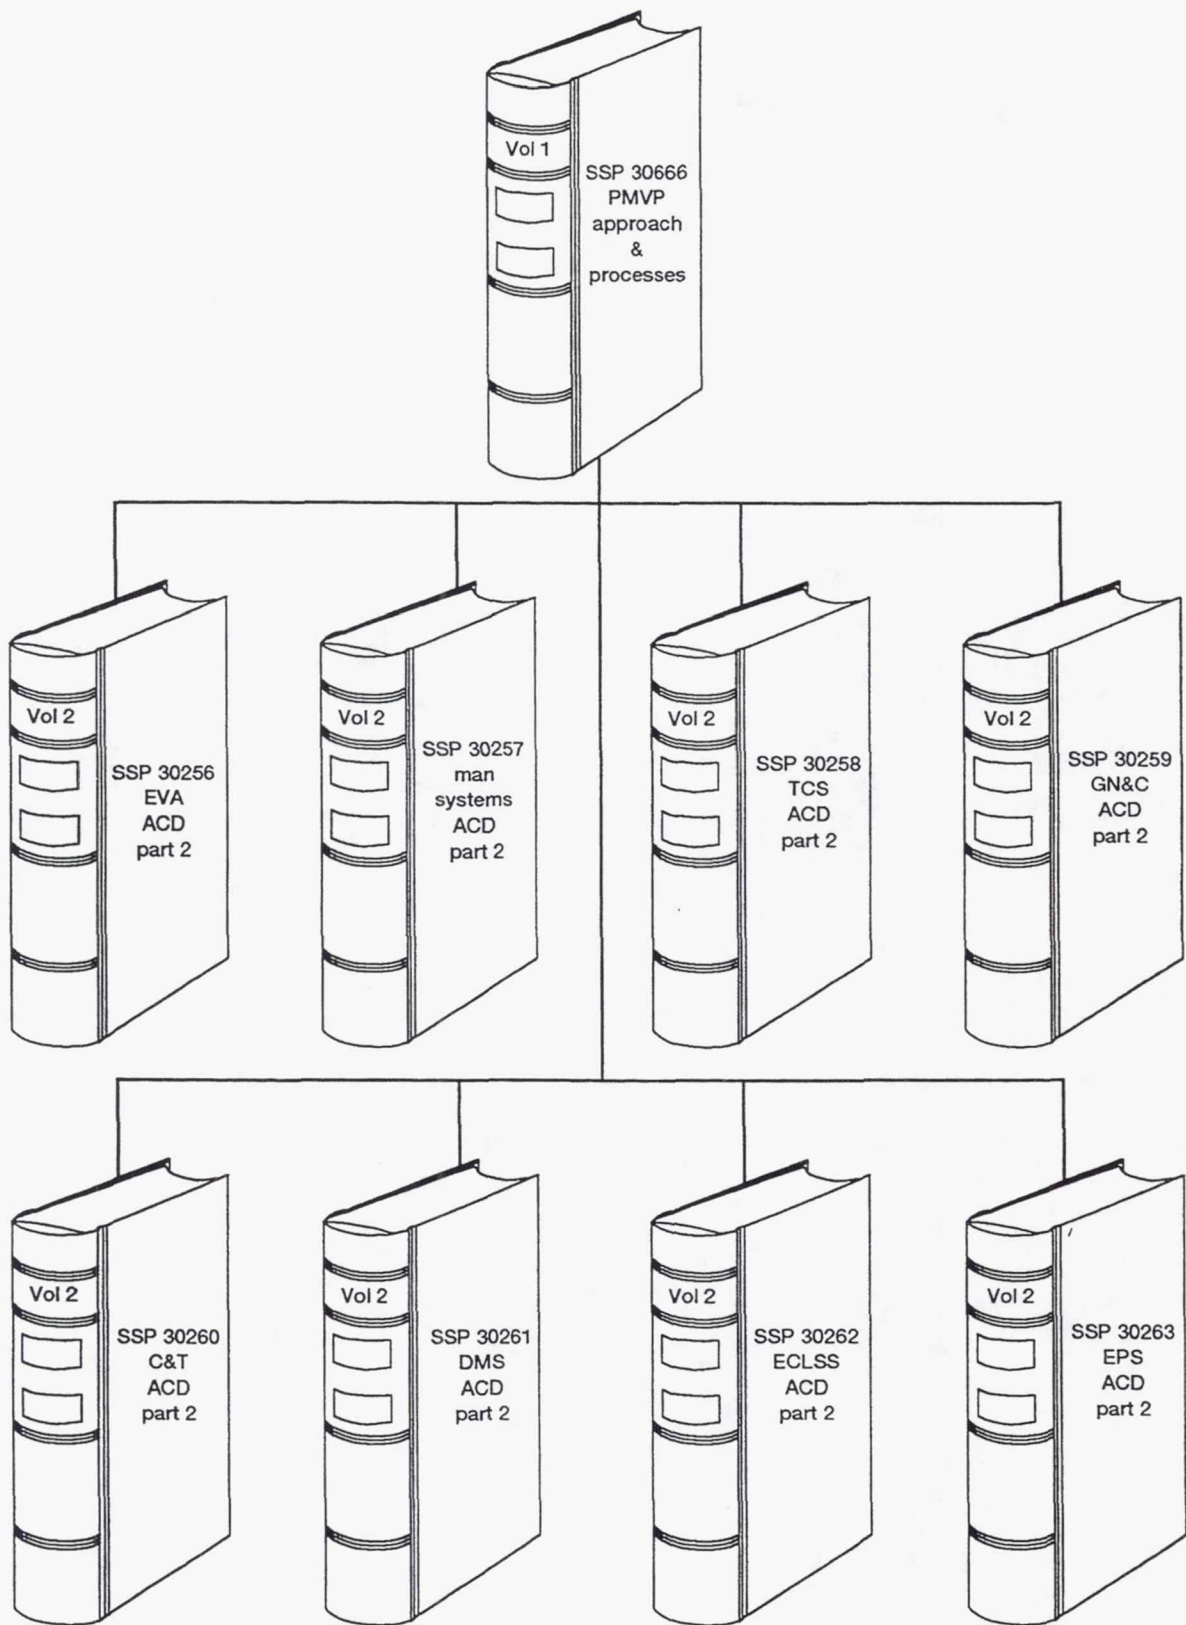 Vol 1
SSP 30666
PMVP
approach
&
processes
Vol 2
SSP 30256
EVA
ACD
part 2
Vol 2
SSP 30257
man
systems
ACD
part 2
Vol 2
SSP 30258
TCS
ACD
part 2
Vol 2
SSP 30259
GN&C
ACD
part 2
Vol 2
SSP 30260
C&T
ACD
part 2
Vol 2
SSP 30261
DMS
ACD
part 2
Vol 2
SSP 30262
ECLSS
ACD
part 2
Vol 2
SSP 30263
EPS
ACD
part 2